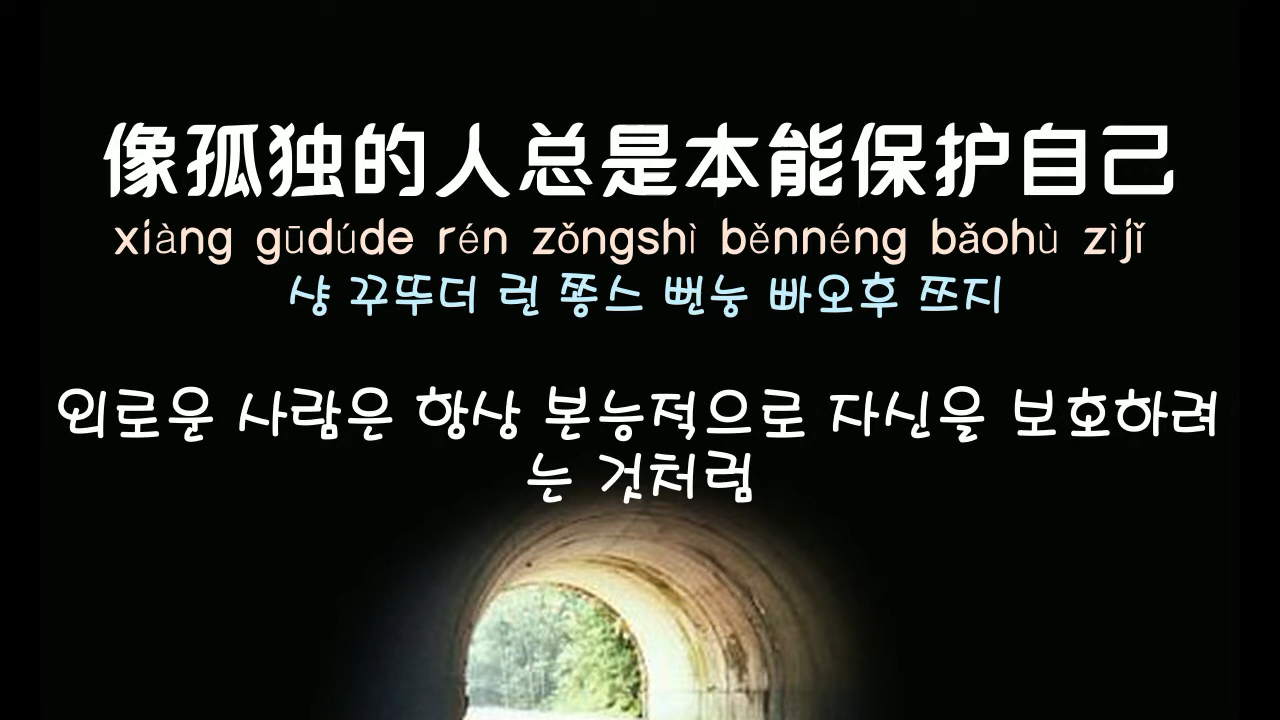 像孤独的人总是本能保护自己
xiàng gūdúde rén zǒngshì běnnéng bǎohù zìjǐ
샹 꾸뚜더 런 쫑스 뻔능 빠오후 쯔지
외로운 사람은 항상 본능적으로 자신을 보호하려
는 것처럼